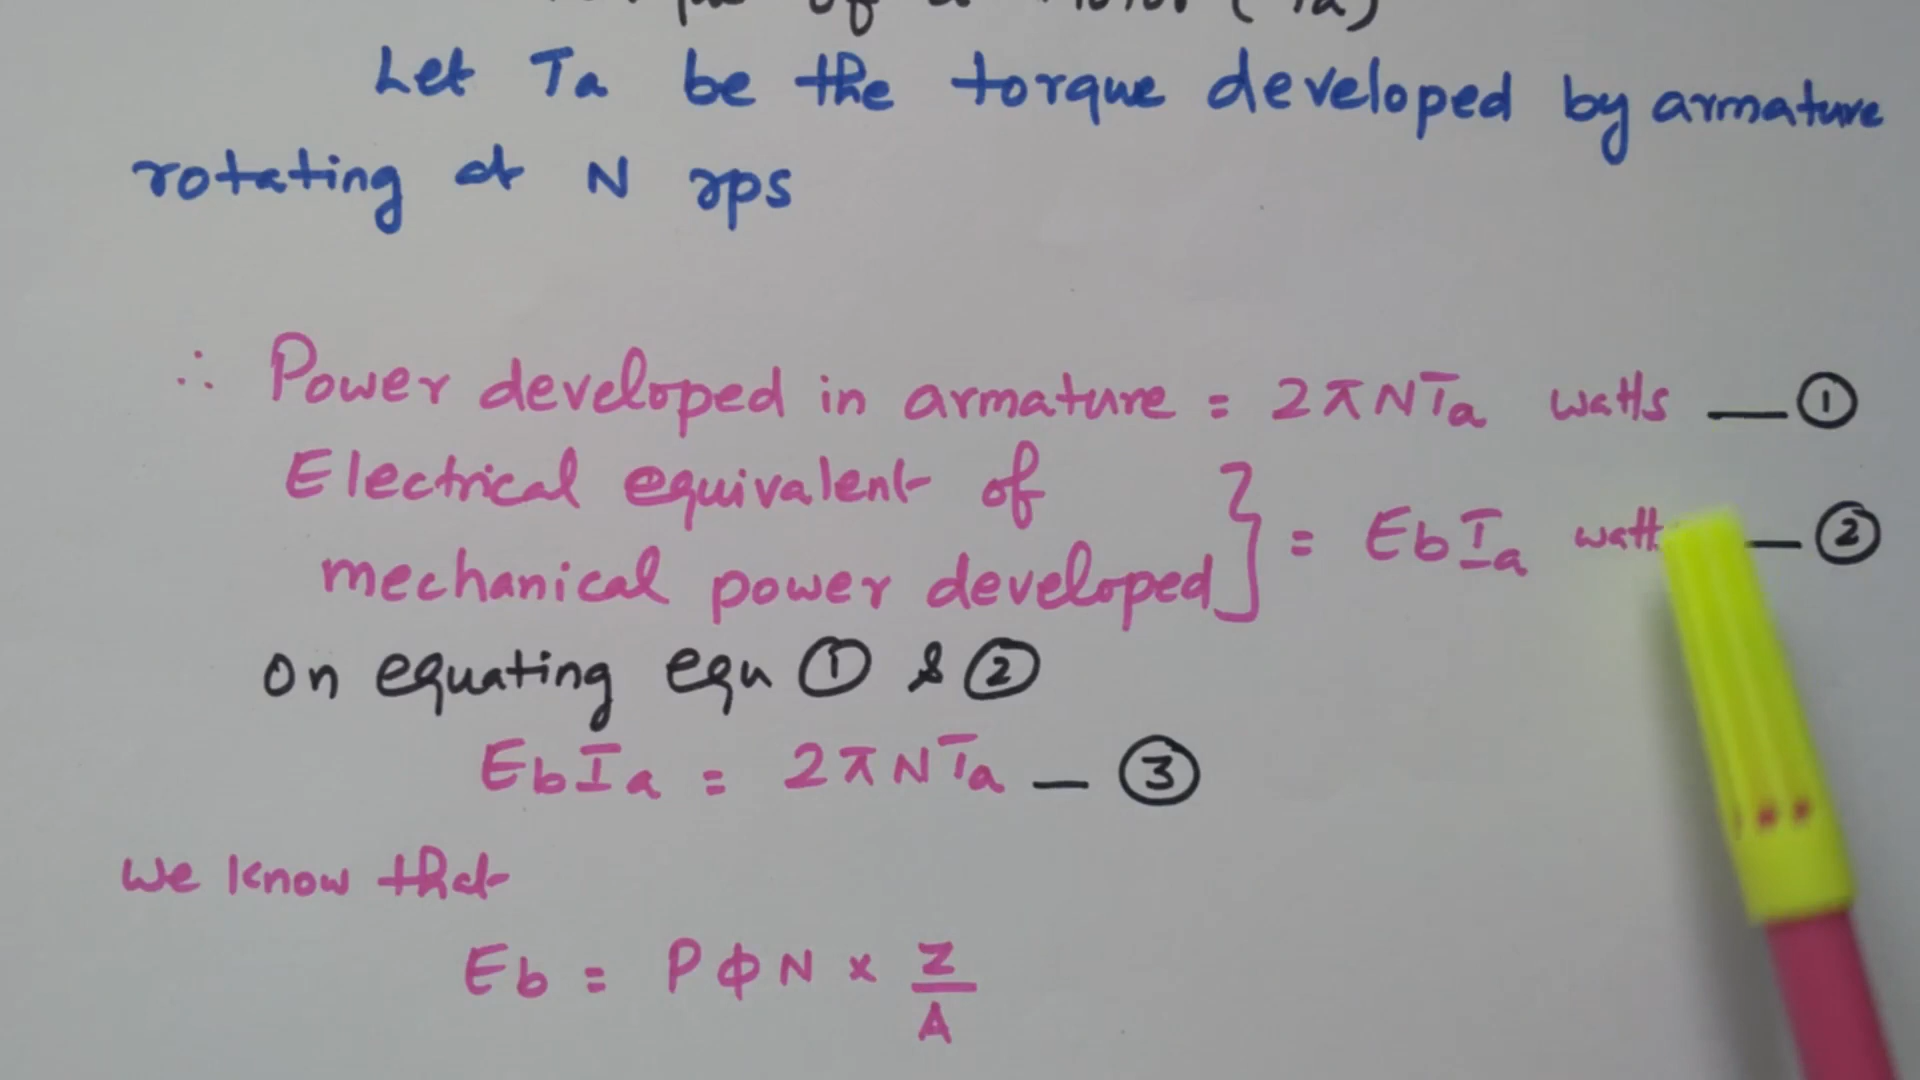 of a
Let Ta be the torque developed by armature
rotating at N rps
∴ Power developed in armature = 2πNTa watts — ①
Electrical equivalent of
mechanical power developed } = EbIa watt — ②
on equating equ ① & ②
EbIa = 2πNTa — ③
we know that
Eb = PΦN × Z/A